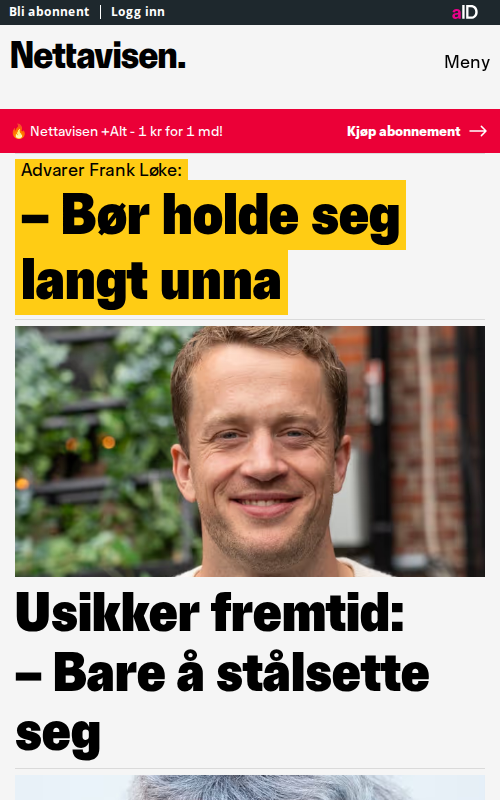 Bli abonnent | Logg inn
aID
Nettavisen.
Meny
🔥 Nettavisen +Alt - 1 kr for 1 md!
Kjøp abonnement →
Advarer Frank Løke:
– Bør holde seg
langt unna
Usikker fremtid:
– Bare å stålsette
seg